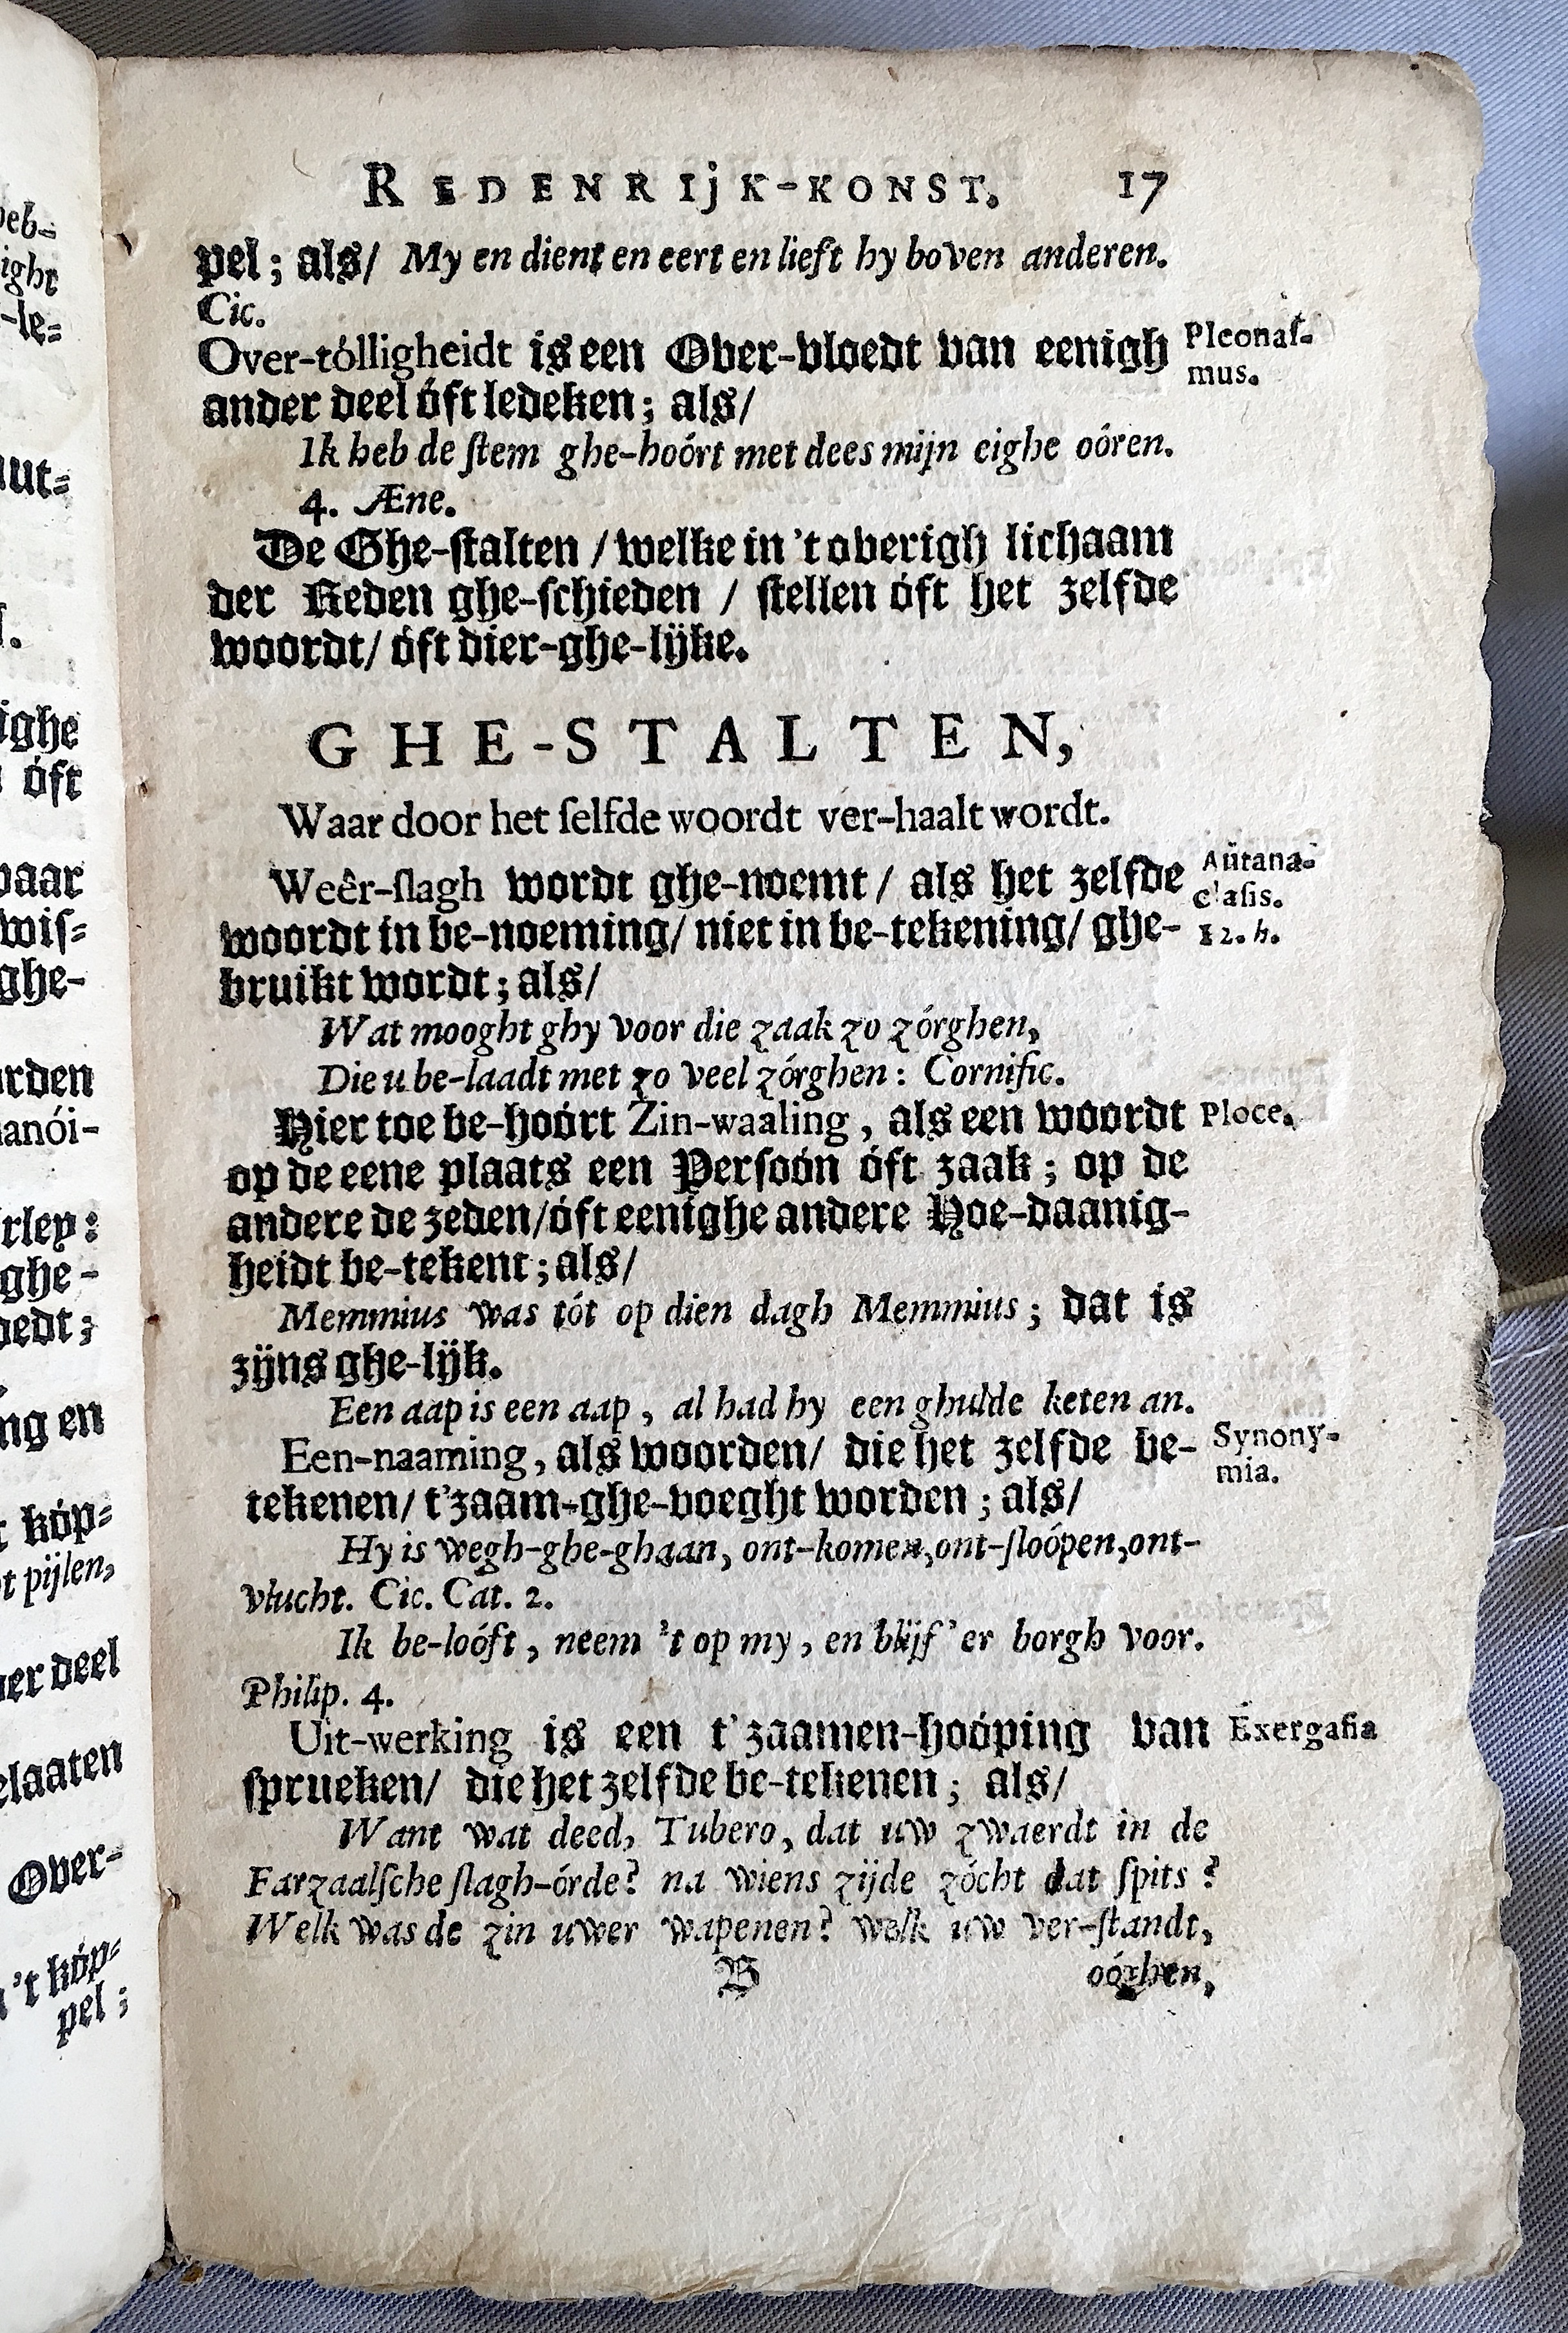 REDENRIjK-KONST. 17
pel; als/ My en dient en eert en lieft hy boven anderen.
Cic.
Over-tólligheidt is een Over-vloedt van eenigh
Pleonaſ-
mus.
ander deel óft ledeken; als/
Ik heb de ſtem ghe-hoórt met dees mijn eighe oóren.
4. Æne.
De Ghe-ſtalten / welke in 't overigh lichaam
der Reden ghe-ſchieden / ſtellen óft het zelfde
woordt/ óft dier-ghe-lijke.
GHE-STALTEN,
Waar door het ſelfde woordt ver-haalt wordt.
Weêr-ſlagh wordt ghe-noemt / als het zelfde
Aütana-
claſis.
12. h.
woordt in be-noeming/ niet in be-tekening/ ghe-
bruikt wordt; als/
Wat mooght ghy voor die zaak zo zórghen,
Die u be-laadt met zo veel zórghen: Cornific.
Hier toe be-hoórt Zin-waaling, als een woordt
Ploce.
op de eene plaats een Perſoón óft zaak; op de
andere de zeden/óft eenighe andere Hoe-daanig-
heidt be-tekent; als/
Memmius was tót op dien dagh Memmius; dat is
zijns ghe-lijk.
Een aap is een aap, al had hy een ghulde keten an.
Een-naaming, als woorden/ die het zelfde be-
Synony-
mia.
tekenen/ t'zaam-ghe-voeght worden; als/
Hy is wegh-ghe-ghaan, ont-komen, ont-ſloópen, ont-
vlucht. Cic. Cat. 2.
Ik be-loóft, neem 't op my, en blijf 'er borgh voor.
Philip. 4.
Uit-werking is een t'zaamen-hoóping van
Exergaſia
ſprueken/ die het zelfde be-tekenen; als/
Want wat deed, Tubero, dat uw zwaerdt in de
Farzaalſche ſlagh-órde? na wiens zijde zócht dat ſpits?
Welk was de zin uwer wapenen? welk uw ver-ſtandt,
B